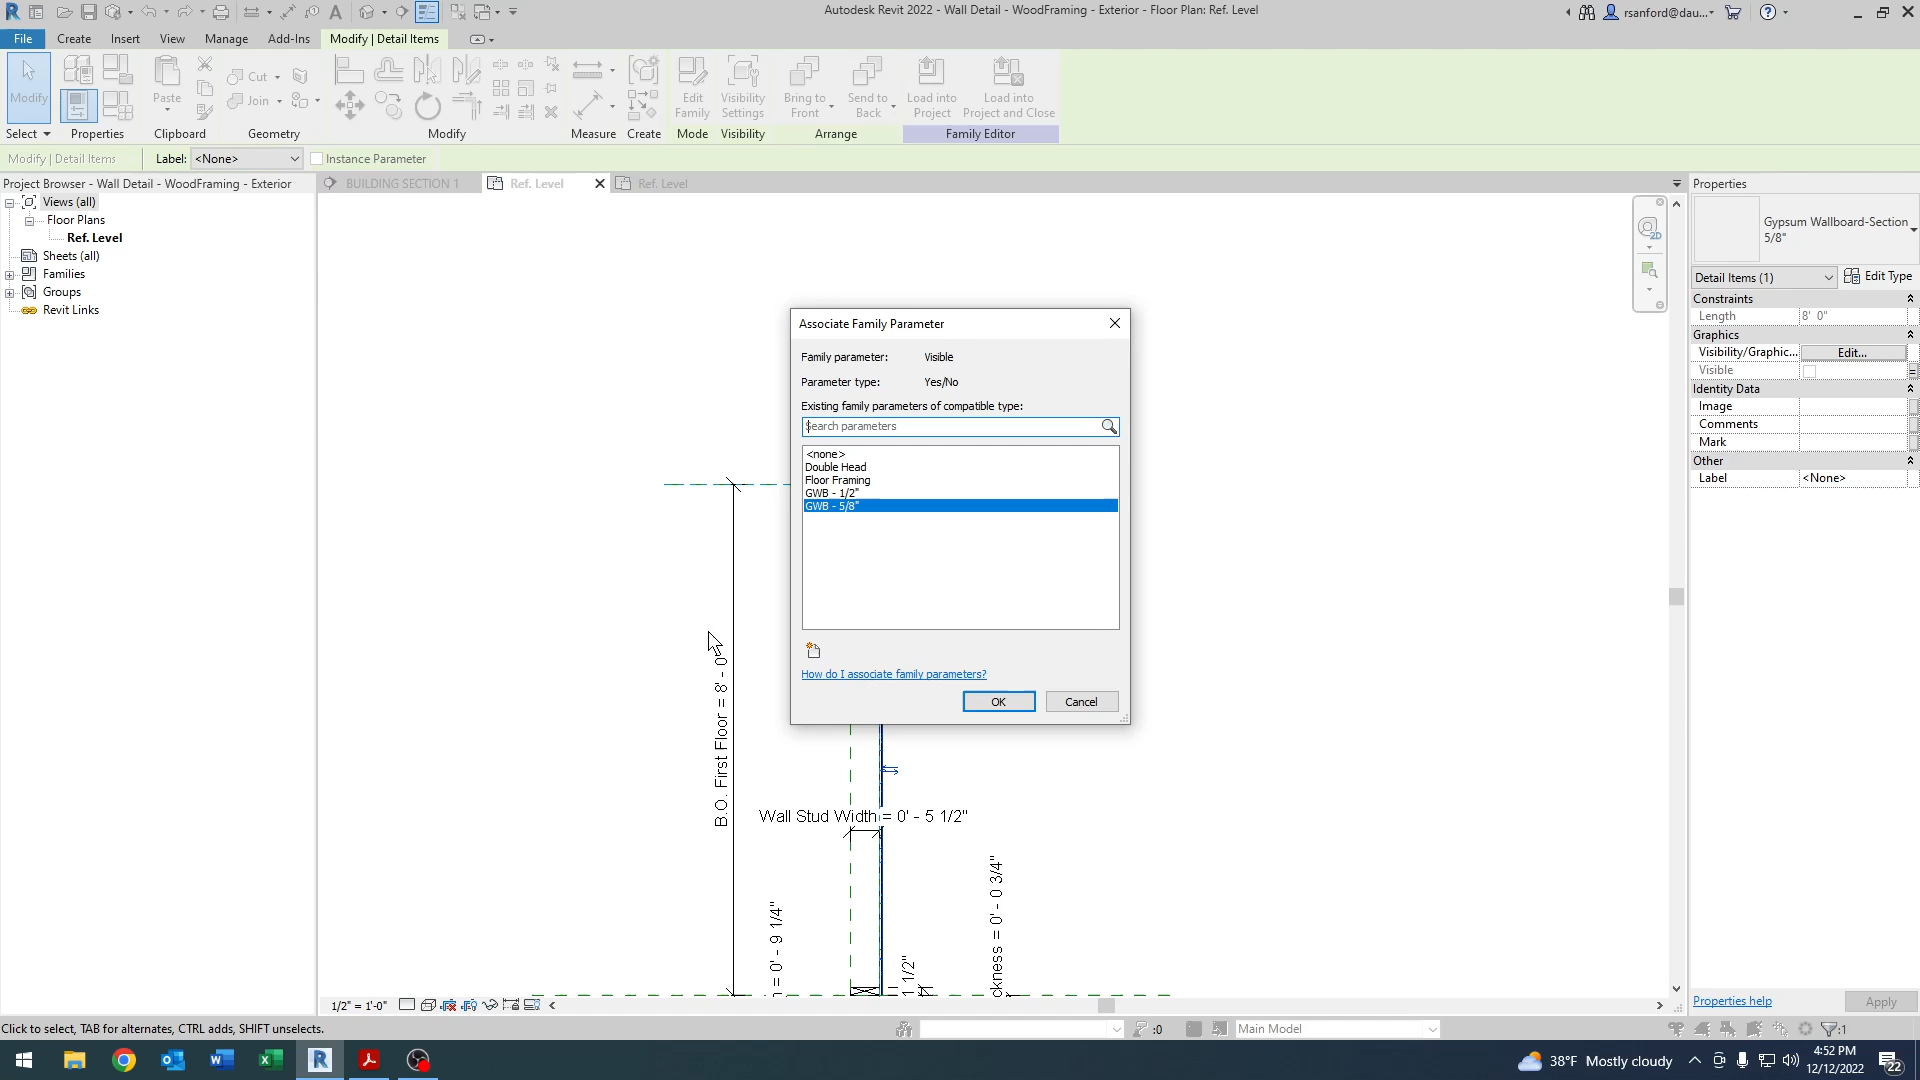 Autodesk Revit 2022 - Wall Detail - WoodFraming - Exterior - Floor Plan: Ref. Level
rsanford@dau...
File
Create
Insert
View
Manage
Add-Ins
Modify | Detail Items
Modify
Paste
Cut
Join
Edit Family
Visibility Settings
Bring to Front
Send to Back
Load into Project
Load into Project and Close
Select
Properties
Clipboard
Geometry
Modify
Measure
Create
Mode
Visibility
Arrange
Family Editor
Modify | Detail Items
Label:
<None>
Instance Parameter
Project Browser - Wall Detail - WoodFraming - Exterior
BUILDING SECTION 1
Ref. Level
Ref. Level
Properties
Views (all)
Floor Plans
Ref. Level
Sheets (all)
Families
Groups
Revit Links
Gypsum Wallboard-Section
5/8"
Detail Items (1)
Edit Type
Constraints
Length
8'  0"
Graphics
Visibility/Graphic...
Edit...
Visible
=
Identity Data
Image
Comments
Mark
Other
Label
<None>
Associate Family Parameter
Family parameter:
Visible
Parameter type:
Yes/No
Existing family parameters of compatible type:
Search parameters
<none>
Double Head
Floor Framing
GWB - 1/2"
GWB - 5/8"
How do I associate family parameters?
OK
Cancel
2D
B.O. First Floor = 8' - 0"
Wall Stud Width = 0' - 5 1/2"
= 0' - 9 1/4"
1 1/2"
ckness = 0' - 0 3/4"
1/2" = 1'-0"
Properties help
Apply
Click to select, TAB for alternates, CTRL adds, SHIFT unselects.
:0
Main Model
:1
38°F Mostly cloudy
4:52 PM
12/12/2022
22